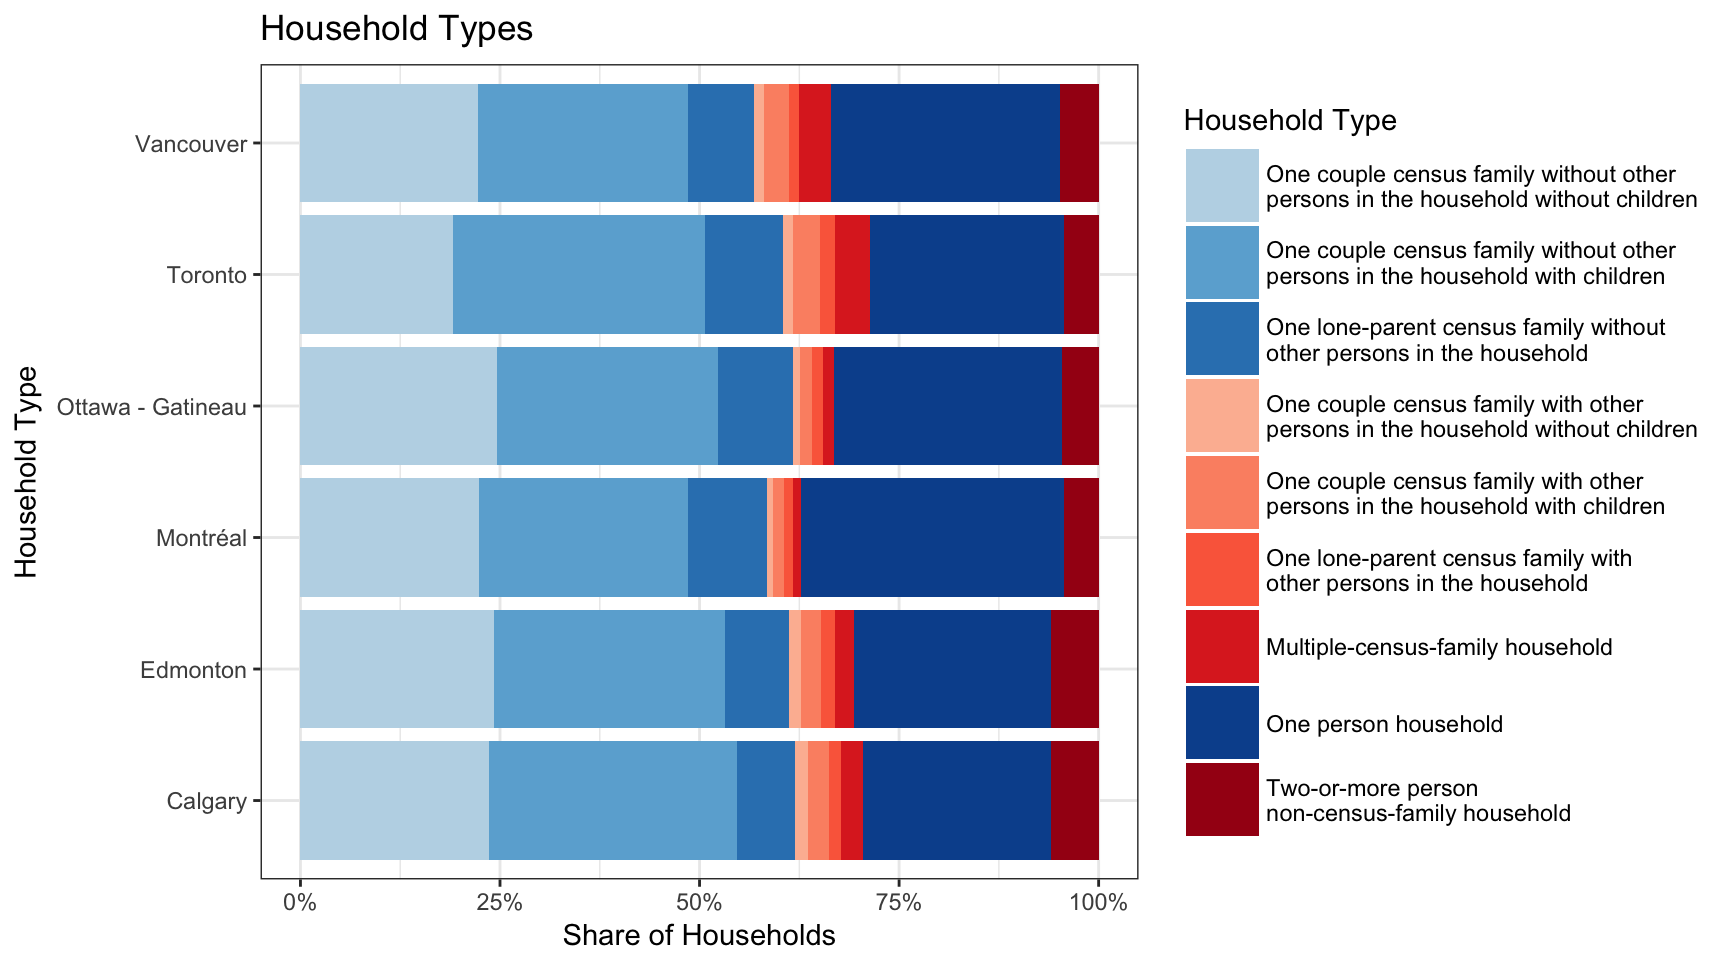 Household Types
Household Type
Vancouver
Toronto
Ottawa - Gatineau
Montréal
Edmonton
Calgary
0%
25%
50%
75%
100%
Share of Households
Household Type
One couple census family without other
persons in the household without children
One couple census family without other
persons in the household with children
One lone-parent census family without
other persons in the household
One couple census family with other
persons in the household without children
One couple census family with other
persons in the household with children
One lone-parent census family with
other persons in the household
Multiple-census-family household
One person household
Two-or-more person
non-census-family household